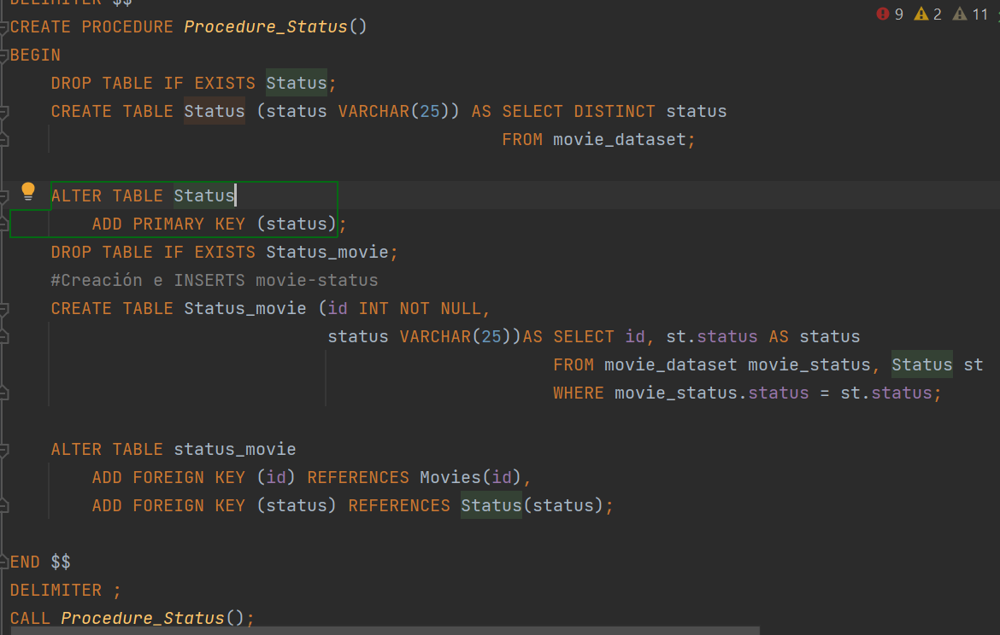 DELIMITER $$
9 2 11
CREATE PROCEDURE Procedure_Status()
BEGIN
DROP TABLE IF EXISTS Status;
CREATE TABLE Status (status VARCHAR(25)) AS SELECT DISTINCT status
FROM movie_dataset;
ALTER TABLE Status
ADD PRIMARY KEY (status);
DROP TABLE IF EXISTS Status_movie;
#Creación e INSERTS movie-status
CREATE TABLE Status_movie (id INT NOT NULL,
status VARCHAR(25))AS SELECT id, st.status AS status
FROM movie_dataset movie_status, Status st
WHERE movie_status.status = st.status;
ALTER TABLE status_movie
ADD FOREIGN KEY (id) REFERENCES Movies(id),
ADD FOREIGN KEY (status) REFERENCES Status(status);
END $$
DELIMITER ;
CALL Procedure_Status();